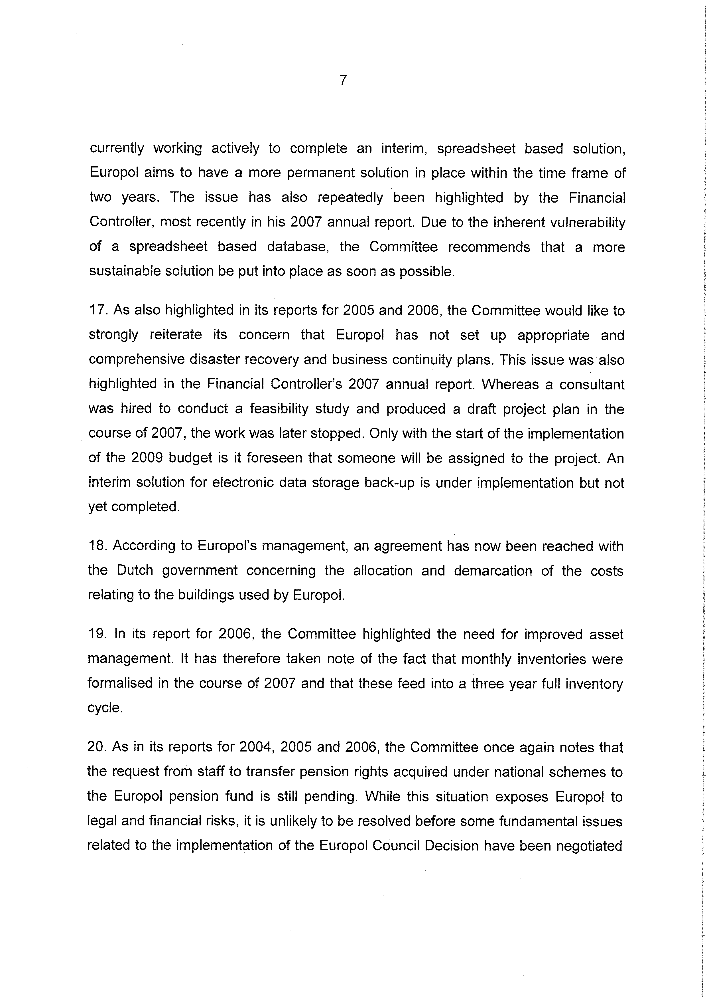 7
currently working actively to complete an interim, spreadsheet based solution,
Europol aims to have a more permanent solution in place within the time frame of
two years. The issue has also repeatedly been highlighted by the Financial
Controller, most recently in his 2007 annual report. Due to the inherent vulnerability
of a spreadsheet based database, the Committee recommends that a more
sustainable solution be put into place as soon as possible.
17. As also highlighted in its reports for 2005 and 2006, the Committee would like to
strongly reiterate its concern that Europol has not set up appropriate and
comprehensive disaster recovery and business continuity plans. This issue was also
highlighted in the Financial Controller's 2007 annual report. Whereas a consultant
was hired to conduct a feasibility study and produced a draft project plan in the
course of 2007, the work was later stopped. Only with the start of the implementation
of the 2009 budget is it foreseen that someone will be assigned to the project. An
interim solution for electronic data storage back-up is under implementation but not
yet completed.
18. According to Europol's management, an agreement has now been reached with
the Dutch government concerning the allocation and demarcation of the costs
relating to the buildings used by Europol.
19. In its report for 2006, the Committee highlighted the need for improved asset
management. It has therefore taken note of the fact that monthly inventories were
formalised in the course of 2007 and that these feed into a three year full inventory
cycle.
20. As in its reports for 2004, 2005 and 2006, the Committee once again notes that
the request from staff to transfer pension rights acquired under national schemes to
the Europol pension fund is still pending. While this situation exposes Europol to
legal and financial risks, it is unlikely to be resolved before some fundamental issues
related to the implementation of the Europol Council Decision have been negotiated